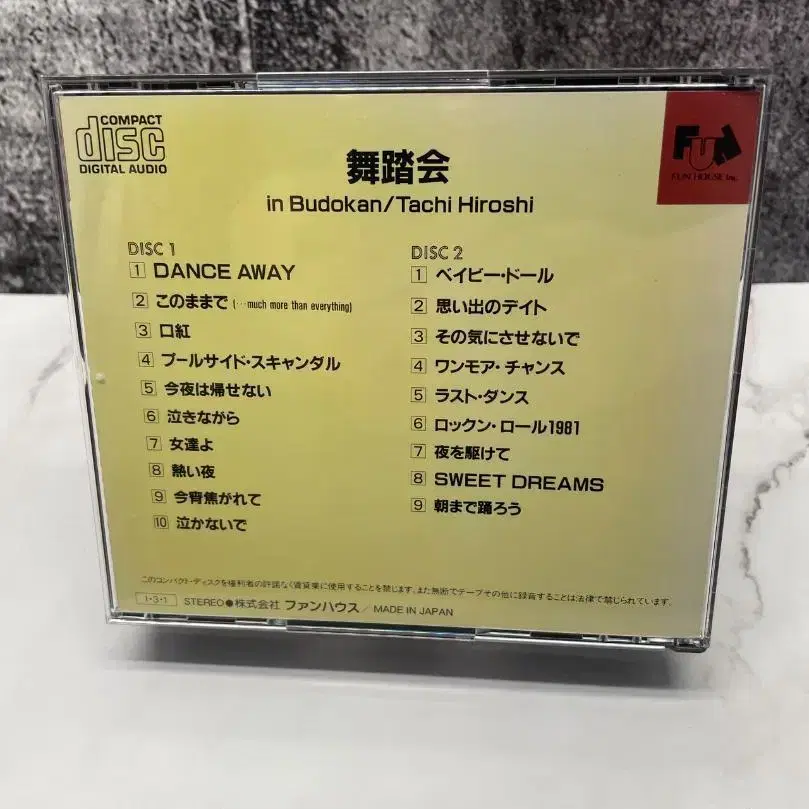 COMPACT
disc
DIGITAL AUDIO
FUN
FUN HOUSE Inc.
舞踏会
in Budokan/Tachi Hiroshi
DISC 1
1 DANCE AWAY
2 このままで (…much more than everything)
3 口紅
4 プールサイド・スキャンダル
5 今夜は帰せない
6 泣きながら
7 女達よ
8 熱い夜
9 今宵焦がれて
10 泣かないで
DISC 2
1 ベイビー・ドール
2 思い出のデイト
3 その気にさせないで
4 ワンモア・チャンス
5 ラスト・ダンス
6 ロックン・ロール1981
7 夜を駆けて
8 SWEET DREAMS
9 朝まで踊ろう
このコンパクト・ディスクを権利者の許諾なく賃貸業に使用することを禁じます。また無断でテープその他に録音することは法律で禁じられています。
I・3・1 STEREO●株式会社 ファンハウス／MADE IN JAPAN